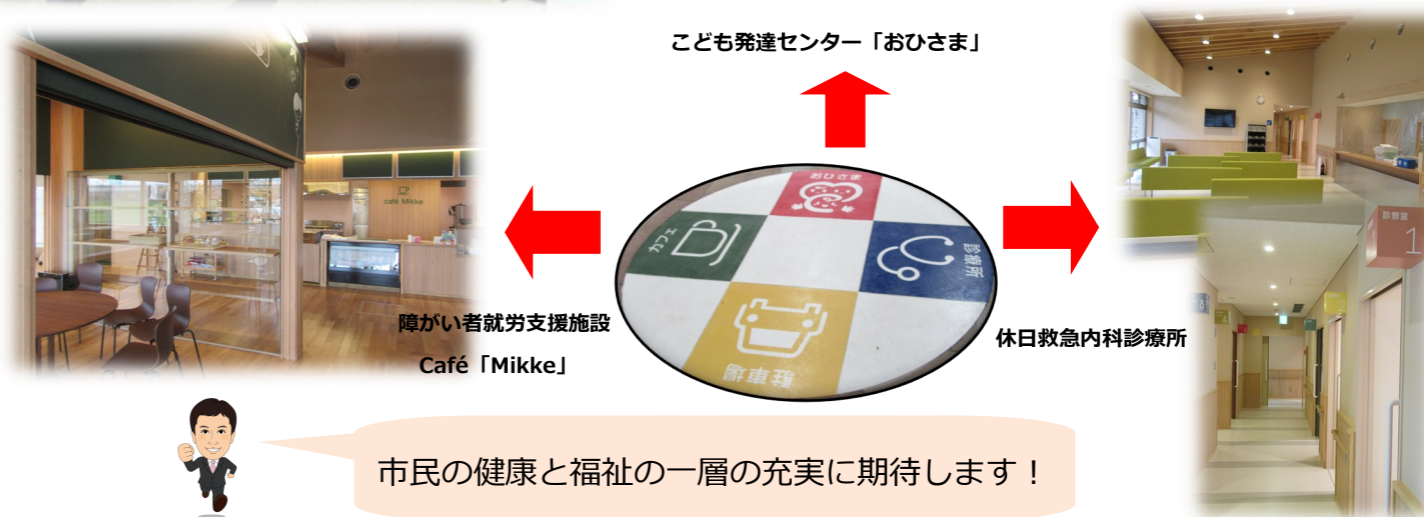 こども発達センター「おひさま」
café Mikke
障がい者就労支援施設
Café「Mikke」
おひさま
カフェ
診療所
駐車場
休日救急内科診療所
診察室
1
市民の健康と福祉の一層の充実に期待します！